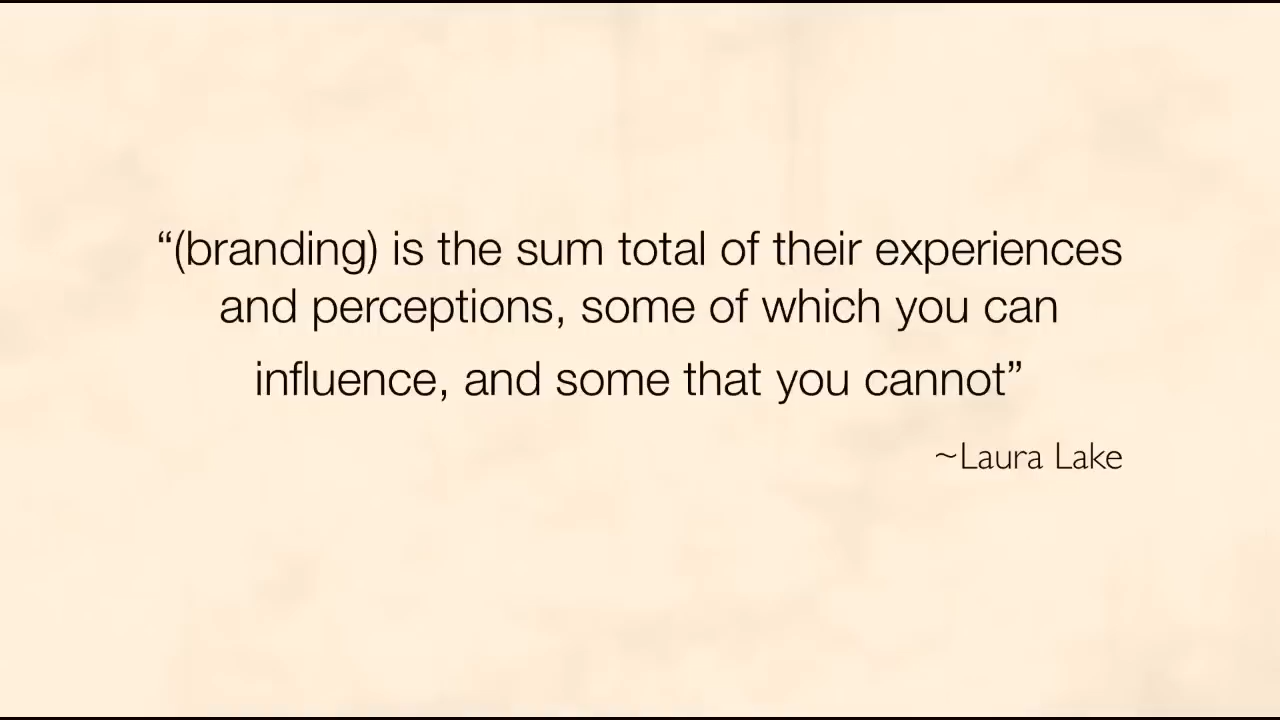 “(branding) is the sum total of their experiences
and perceptions, some of which you can
influence, and some that you cannot”
~Laura Lake